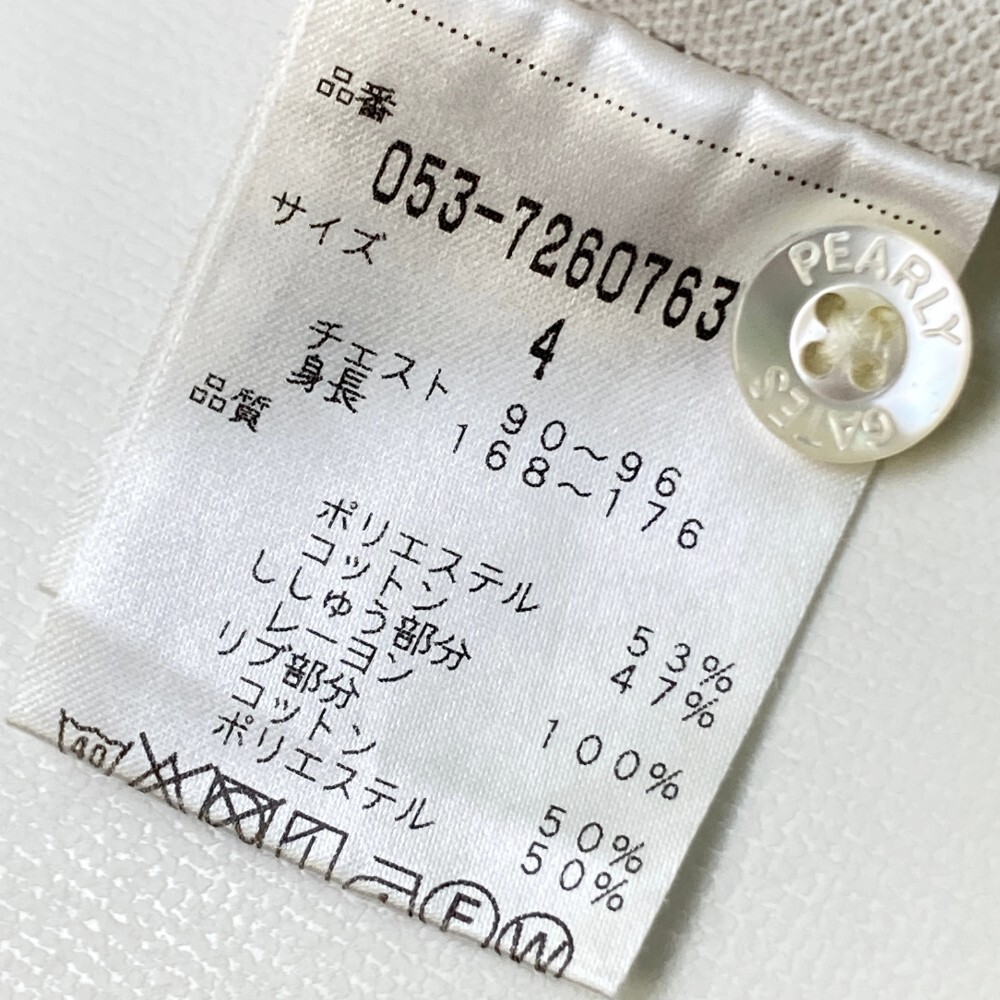 品番
053-7260763
サイズ
4
チェスト 90～96
身長 168～176
品質
ポリエステル 53%
コットン 47%
ししゅう部分
レーヨン 100%
リブ部分
コットン 50%
ポリエステル 50%
40
F W
PEARLY
GATES